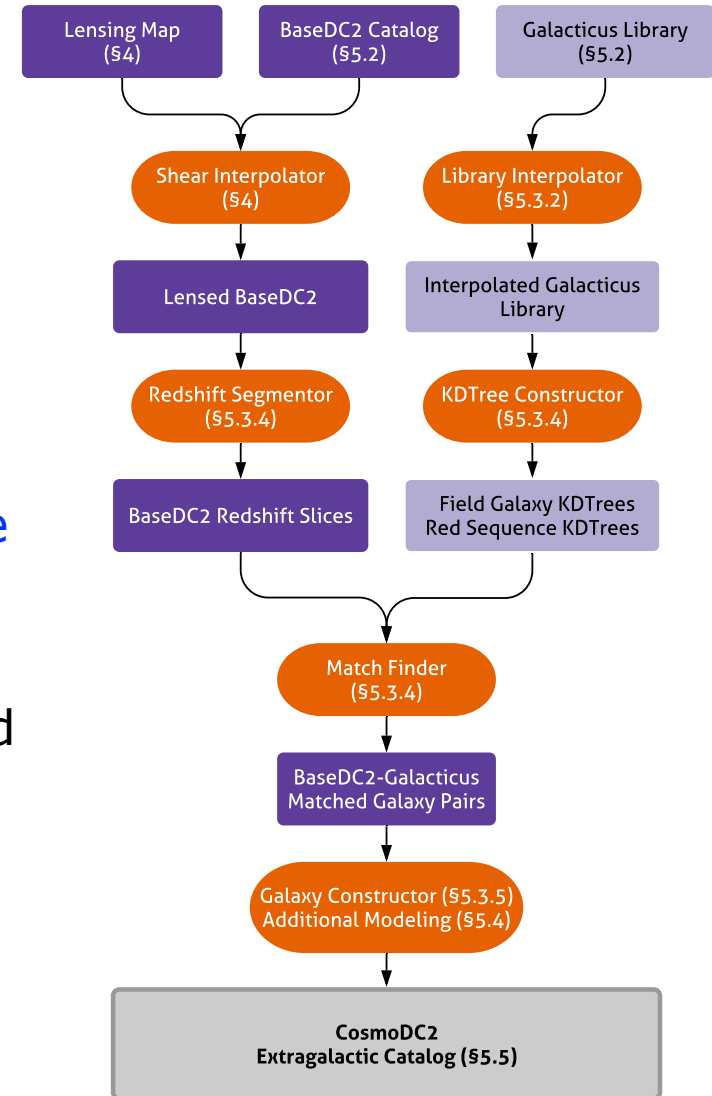 Lensing Map
(§4)
BaseDC2 Catalog
(§5.2)
Galacticus Library
(§5.2)
Shear Interpolator
(§4)
Library Interpolator
(§5.3.2)
Lensed BaseDC2
Interpolated Galacticus
Library
Redshift Segmentor
(§5.3.4)
KDTree Constructor
(§5.3.4)
BaseDC2 Redshift Slices
Field Galaxy KDTrees
Red Sequence KDTrees
Match Finder
(§5.3.4)
BaseDC2-Galacticus
Matched Galaxy Pairs
Galaxy Constructor (§5.3.5)
Additional Modeling (§5.4)
CosmoDC2
Extragalactic Catalog (§5.5)